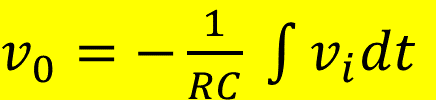 v₀ = − 1/RC ∫ vᵢdt